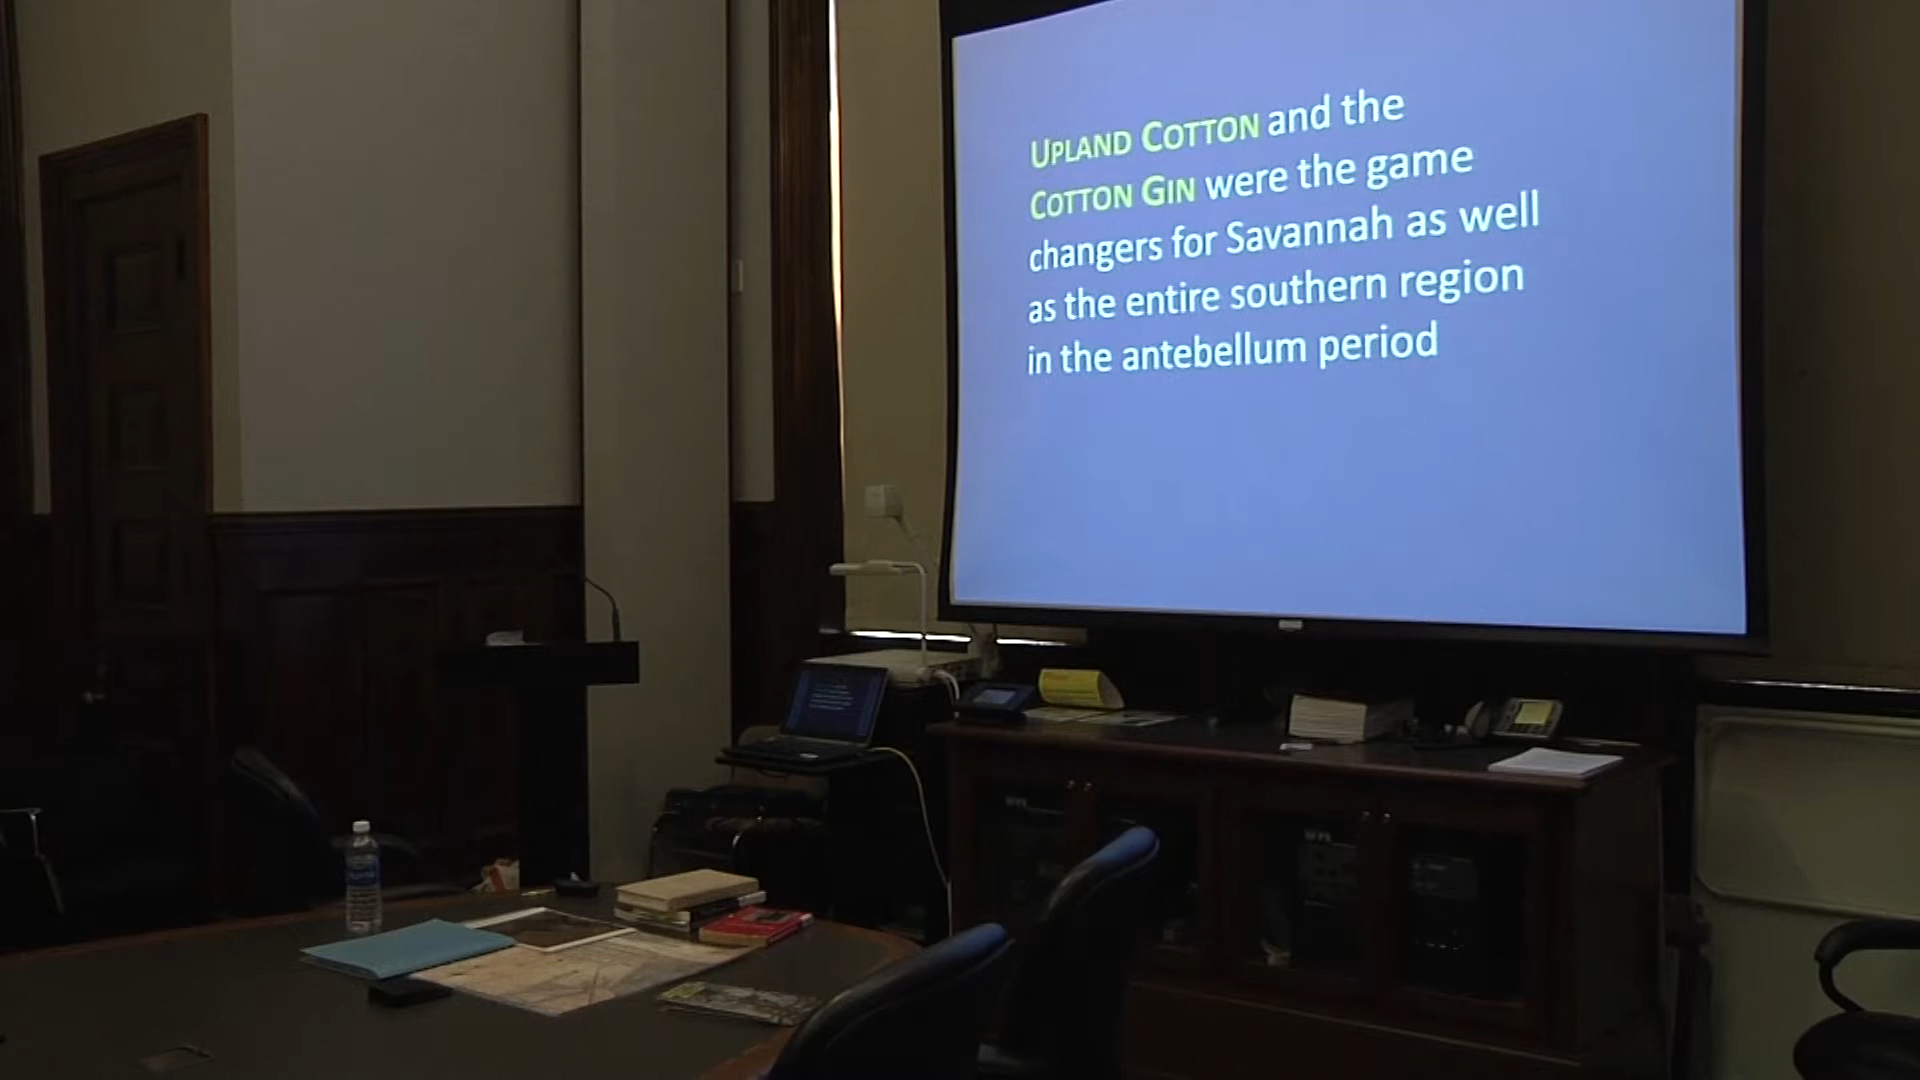 UPLAND COTTON and the
COTTON GIN were the game
changers for Savannah as well
as the entire southern region
in the antebellum period